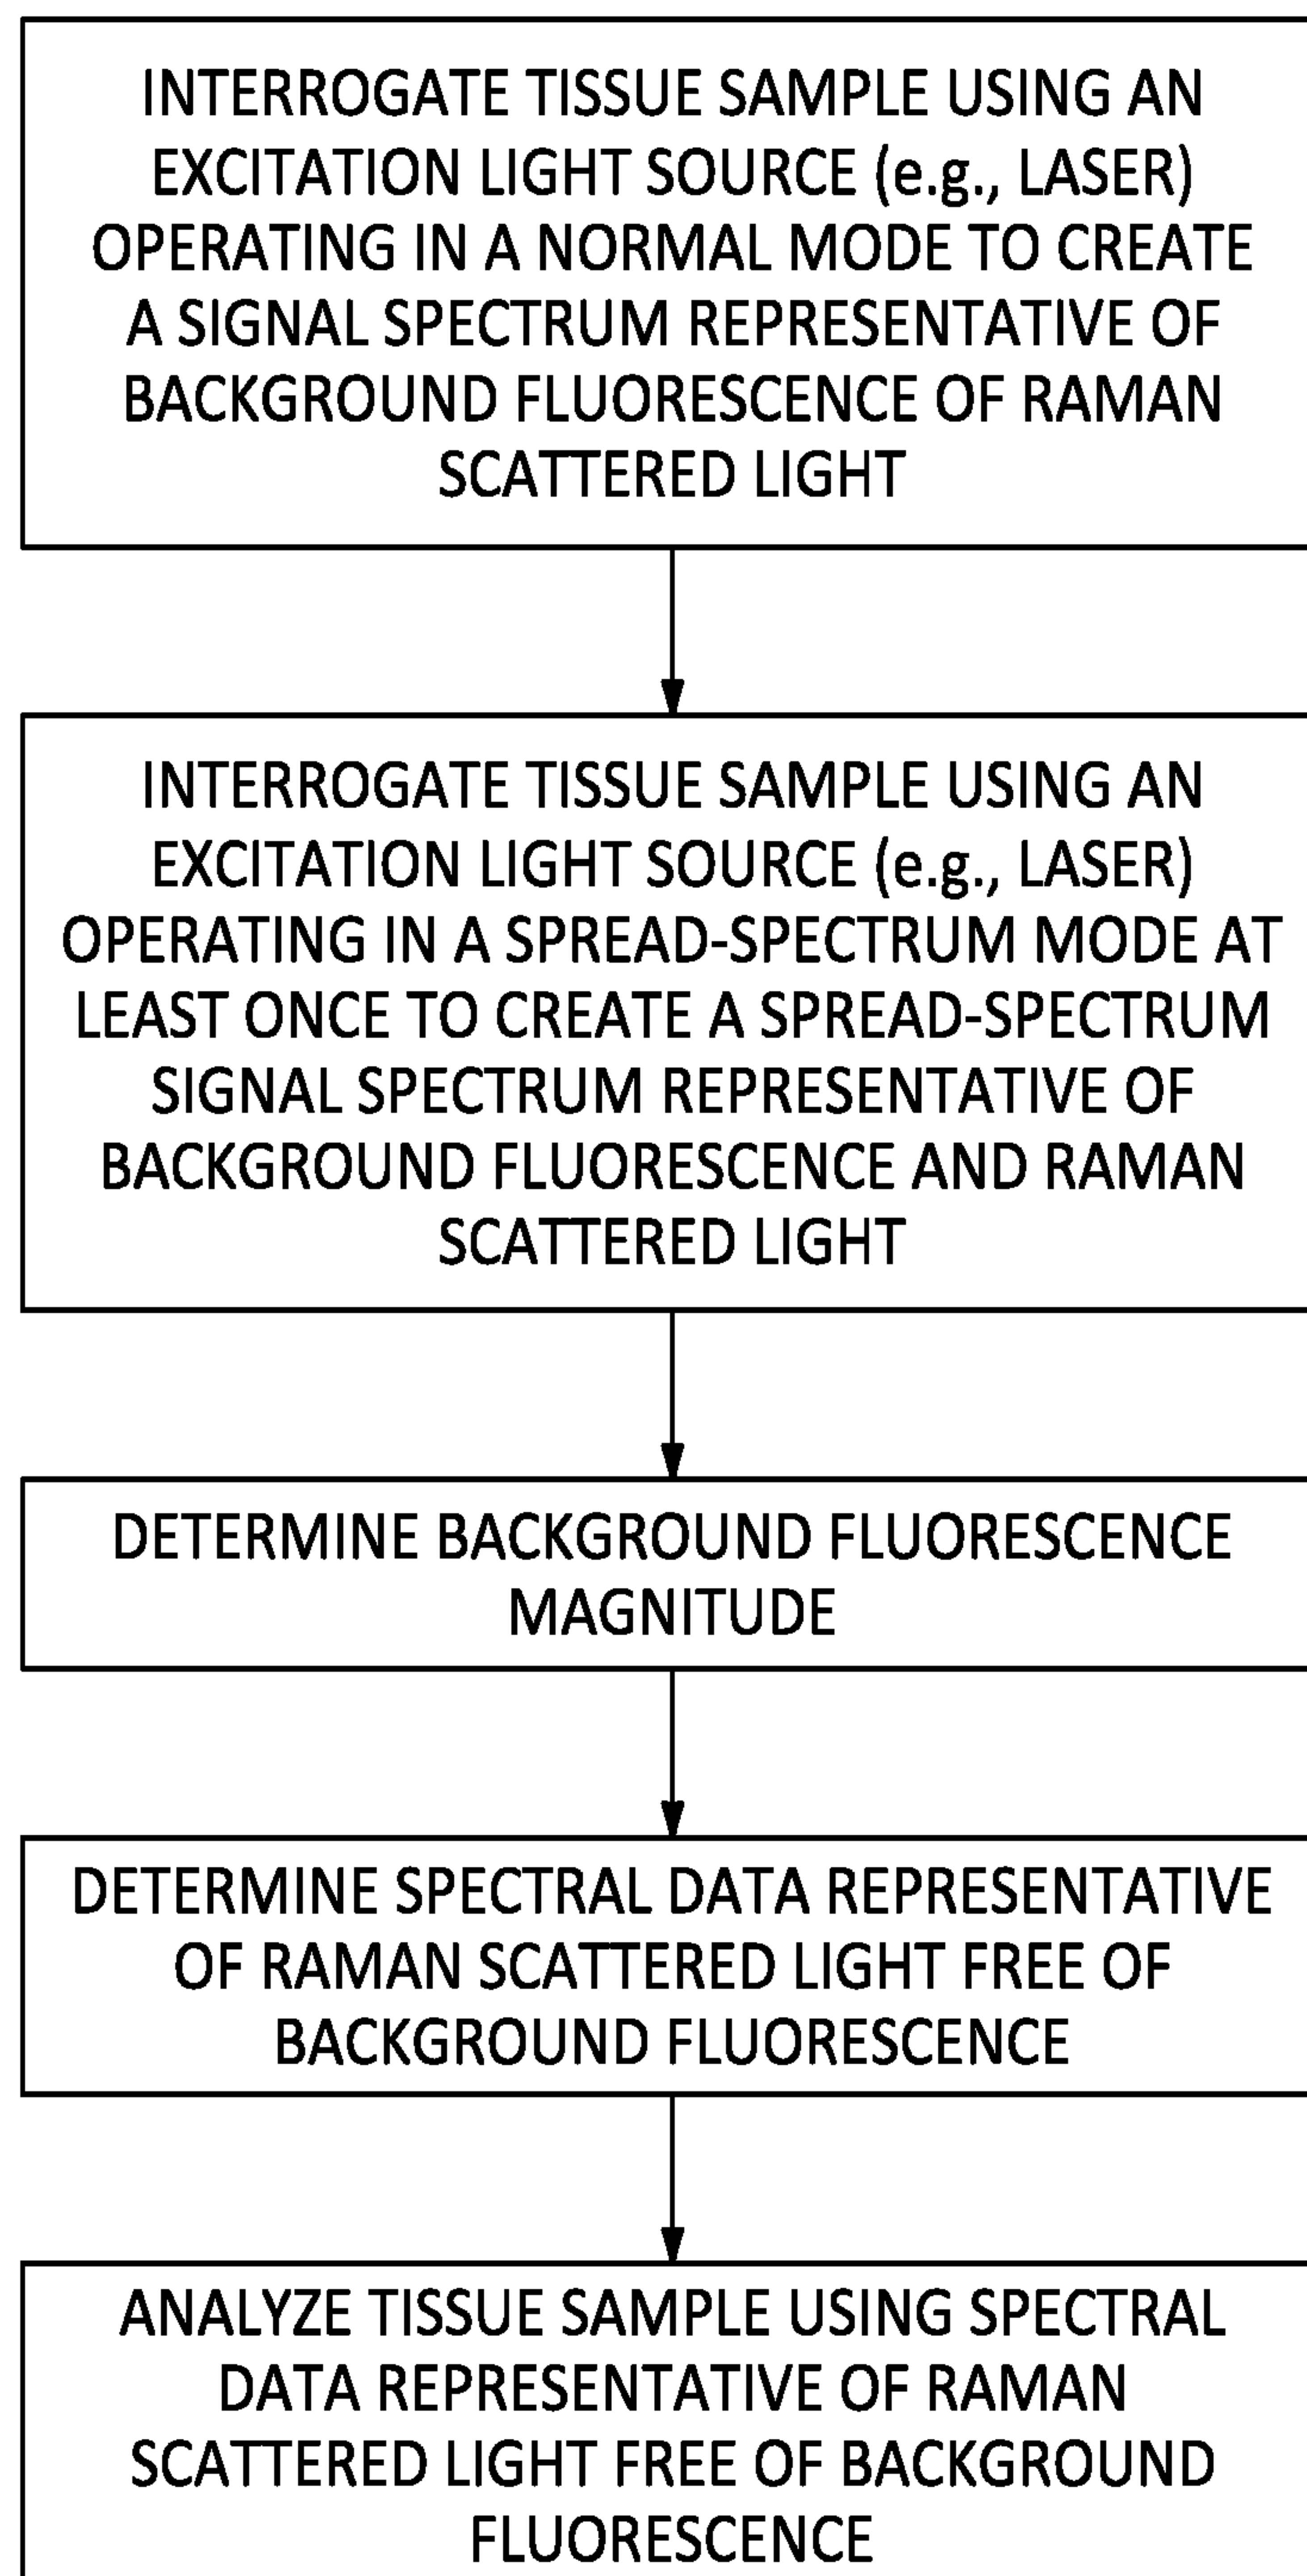 INTERROGATE TISSUE SAMPLE USING AN
EXCITATION LIGHT SOURCE (e.g., LASER)
OPERATING IN A NORMAL MODE TO CREATE
A SIGNAL SPECTRUM REPRESENTATIVE OF
BACKGROUND FLUORESCENCE OF RAMAN
SCATTERED LIGHT
INTERROGATE TISSUE SAMPLE USING AN
EXCITATION LIGHT SOURCE (e.g., LASER)
OPERATING IN A SPREAD-SPECTRUM MODE AT
LEAST ONCE TO CREATE A SPREAD-SPECTRUM
SIGNAL SPECTRUM REPRESENTATIVE OF
BACKGROUND FLUORESCENCE AND RAMAN
SCATTERED LIGHT
DETERMINE BACKGROUND FLUORESCENCE
MAGNITUDE
DETERMINE SPECTRAL DATA REPRESENTATIVE
OF RAMAN SCATTERED LIGHT FREE OF
BACKGROUND FLUORESCENCE
ANALYZE TISSUE SAMPLE USING SPECTRAL
DATA REPRESENTATIVE OF RAMAN
SCATTERED LIGHT FREE OF BACKGROUND
FLUORESCENCE